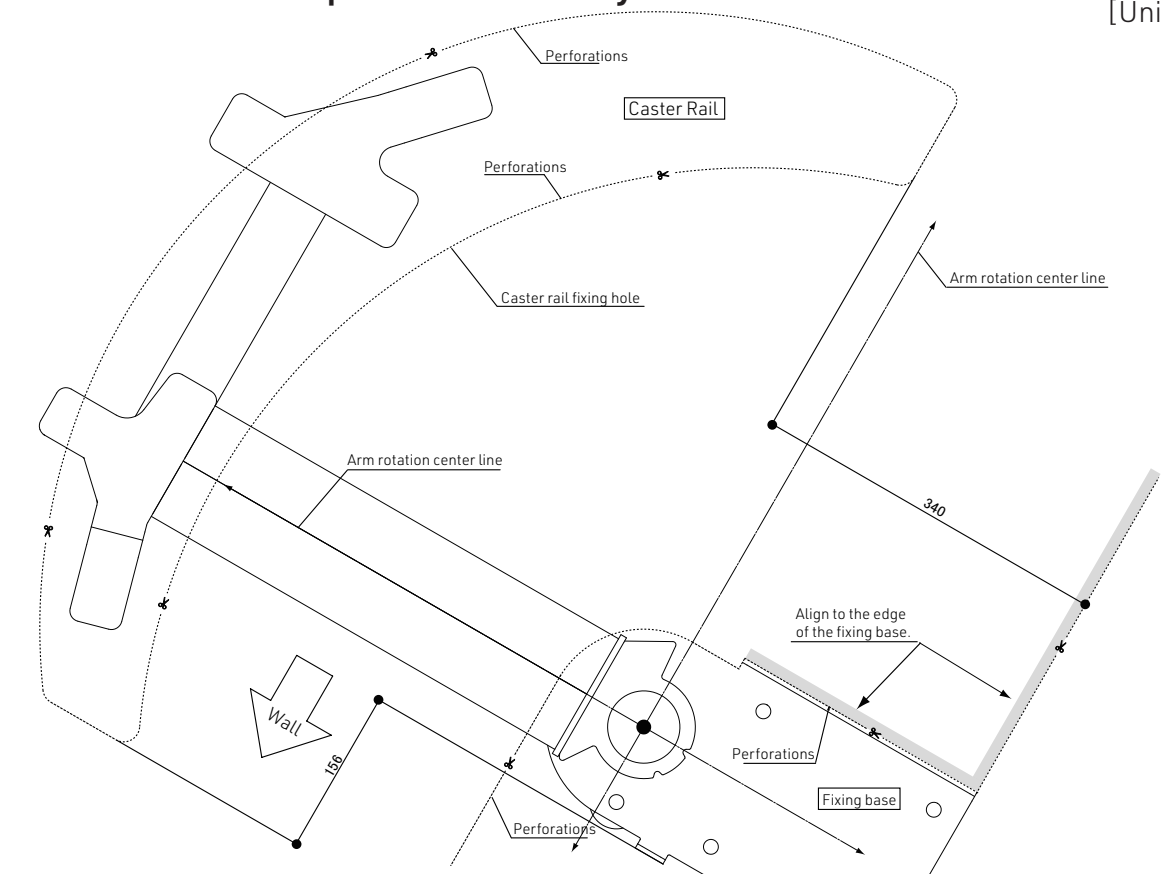 [Uni
Perforations
Caster Rail
Perforations
Arm rotation center line
Caster rail fixing hole
Arm rotation center line
340
Align to the edge
of the fixing base.
Wall
156
Perforations
Fixing base
Perforations